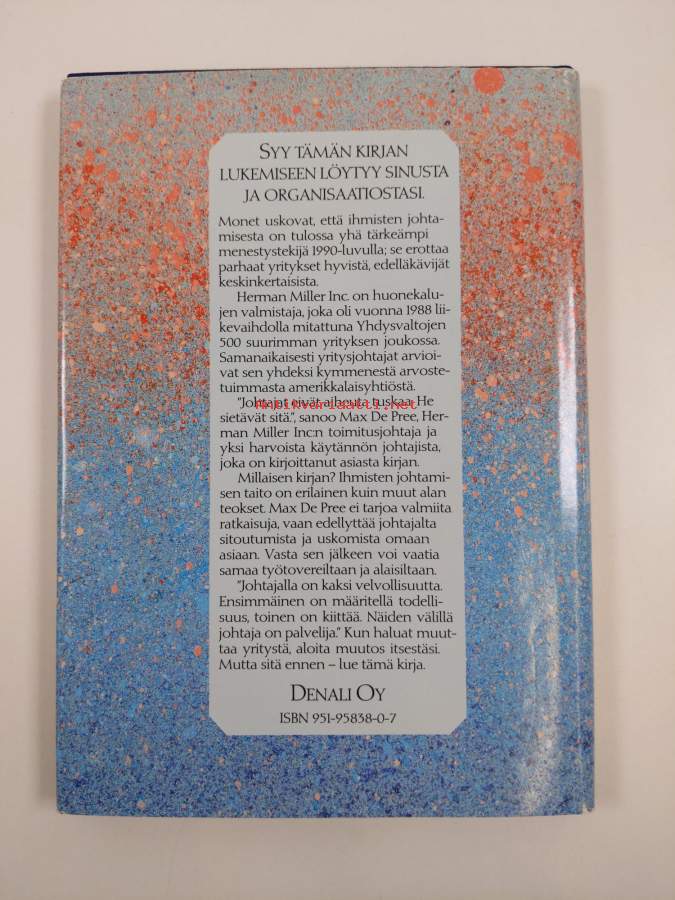 SYY TÄMÄN KIRJAN
LUKEMISEEN LÖYTYY SINUSTA
JA ORGANISAATIOSTASI.
Monet uskovat, että ihmisten johta-
misesta on tulossa yhä tärkeämpi
menestystekijä 1990-luvulla; se erottaa
parhaat yritykset hyvistä, edelläkävijät
keskinkertaisista.
Herman Miller Inc. on huonekalu-
jen valmistaja, joka oli vuonna 1988 lii-
kevaihdolla mitattuna Yhdysvaltojen
500 suurimman yrityksen joukossa.
Samanaikaisesti yritysjohtajat arvioi-
vat sen yhdeksi kymmenestä arvoste-
tuimmasta amerikkalaisyhtiöstä.
"Johtajat eivät aiheuta tuskaa. He
Antikvariaatti.net
sietävät sitä.", sanoo Max De Pree, Her-
man Miller Inc:n toimitusjohtaja ja
yksi harvoista käytännön johtajista,
joka on kirjoittanut asiasta kirjan.
Millaisen kirjan? Ihmisten johtami-
sen taito on erilainen kuin muut alan
teokset. Max De Pree ei tarjoa valmiita
ratkaisuja, vaan edellyttää johtajalta
sitoutumista ja uskomista omaan
asiaan. Vasta sen jälkeen voi vaatia
samaa työtovereiltaan ja alaisiltaan.
"Johtajalla on kaksi velvollisuutta.
Ensimmäinen on määritellä todelli-
suus, toinen on kiittää. Näiden välillä
johtaja on palvelija." Kun haluat muut-
taa yritystä, aloita muutos itsestäsi.
Mutta sitä ennen – lue tämä kirja.
DENALI OY
ISBN 951-95838-0-7